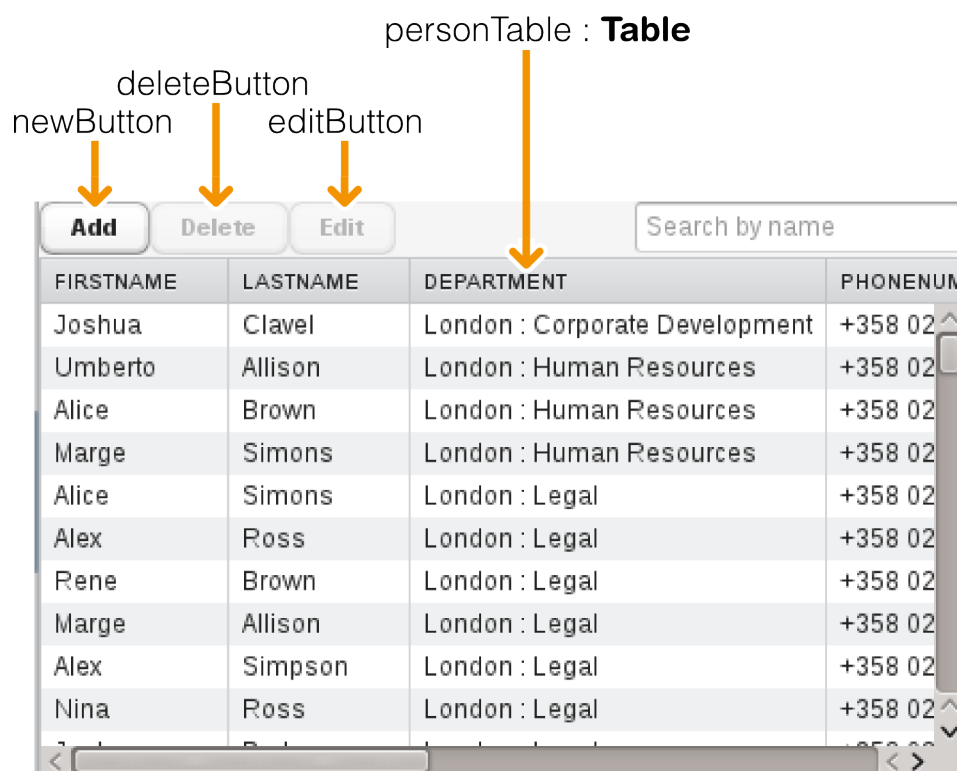 personTable : Table
deleteButton
newButton editButton
Add Delete Edit Search by name
FIRSTNAME LASTNAME DEPARTMENT PHONENUM
Joshua Clavel London : Corporate Development +358 02
Umberto Allison London : Human Resources +358 02
Alice Brown London : Human Resources +358 02
Marge Simons London : Human Resources +358 02
Alice Simons London : Legal +358 02
Alex Ross London : Legal +358 02
Rene Brown London : Legal +358 02
Marge Allison London : Legal +358 02
Alex Simpson London : Legal +358 02
Nina Ross London : Legal +358 02